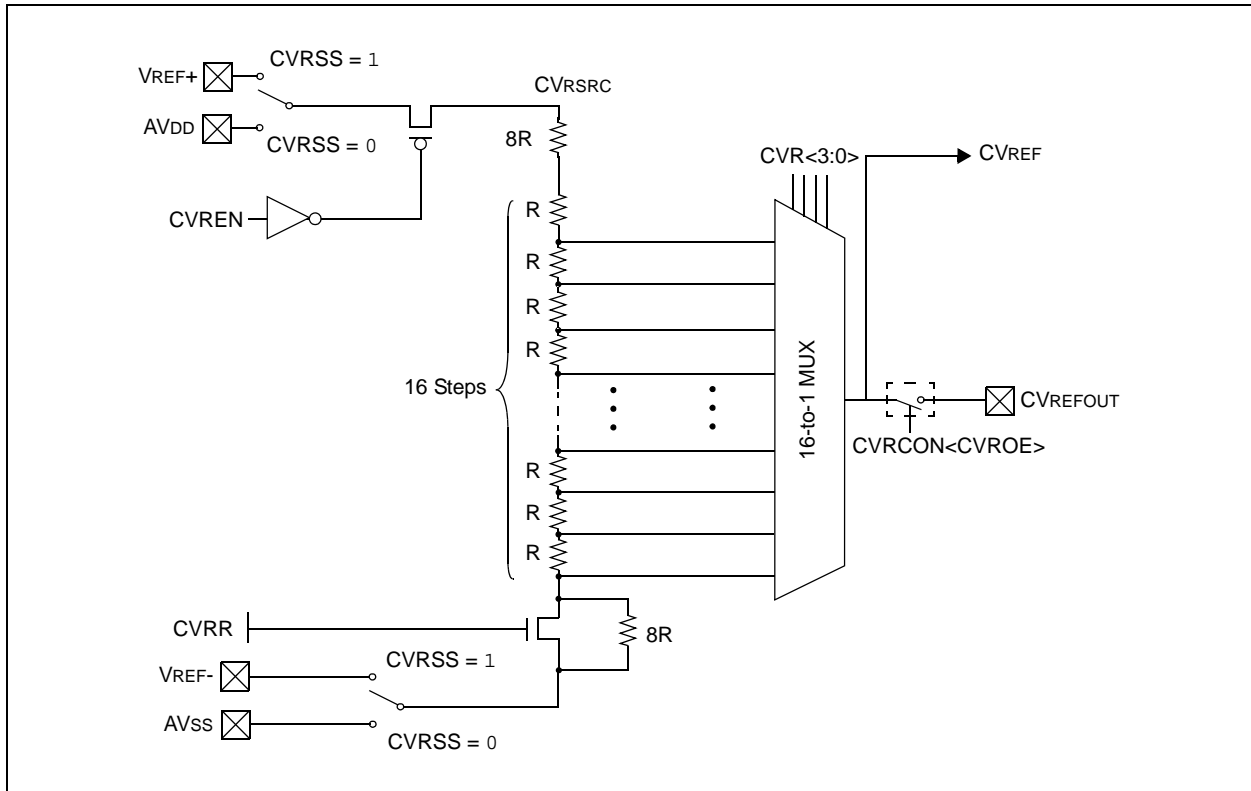 CVRSS = 1
VREF+
CVRSRC
AVDD
8R
CVRSS = 0
CVR<3:0>
CVREF
CVREN
R
R
R
R
16 Steps
16-to-1 MUX
CVREFOUT
CVRCON<CVROE>
R
R
R
CVRR
8R
CVRSS = 1
VREF-
AVSS
CVRSS = 0